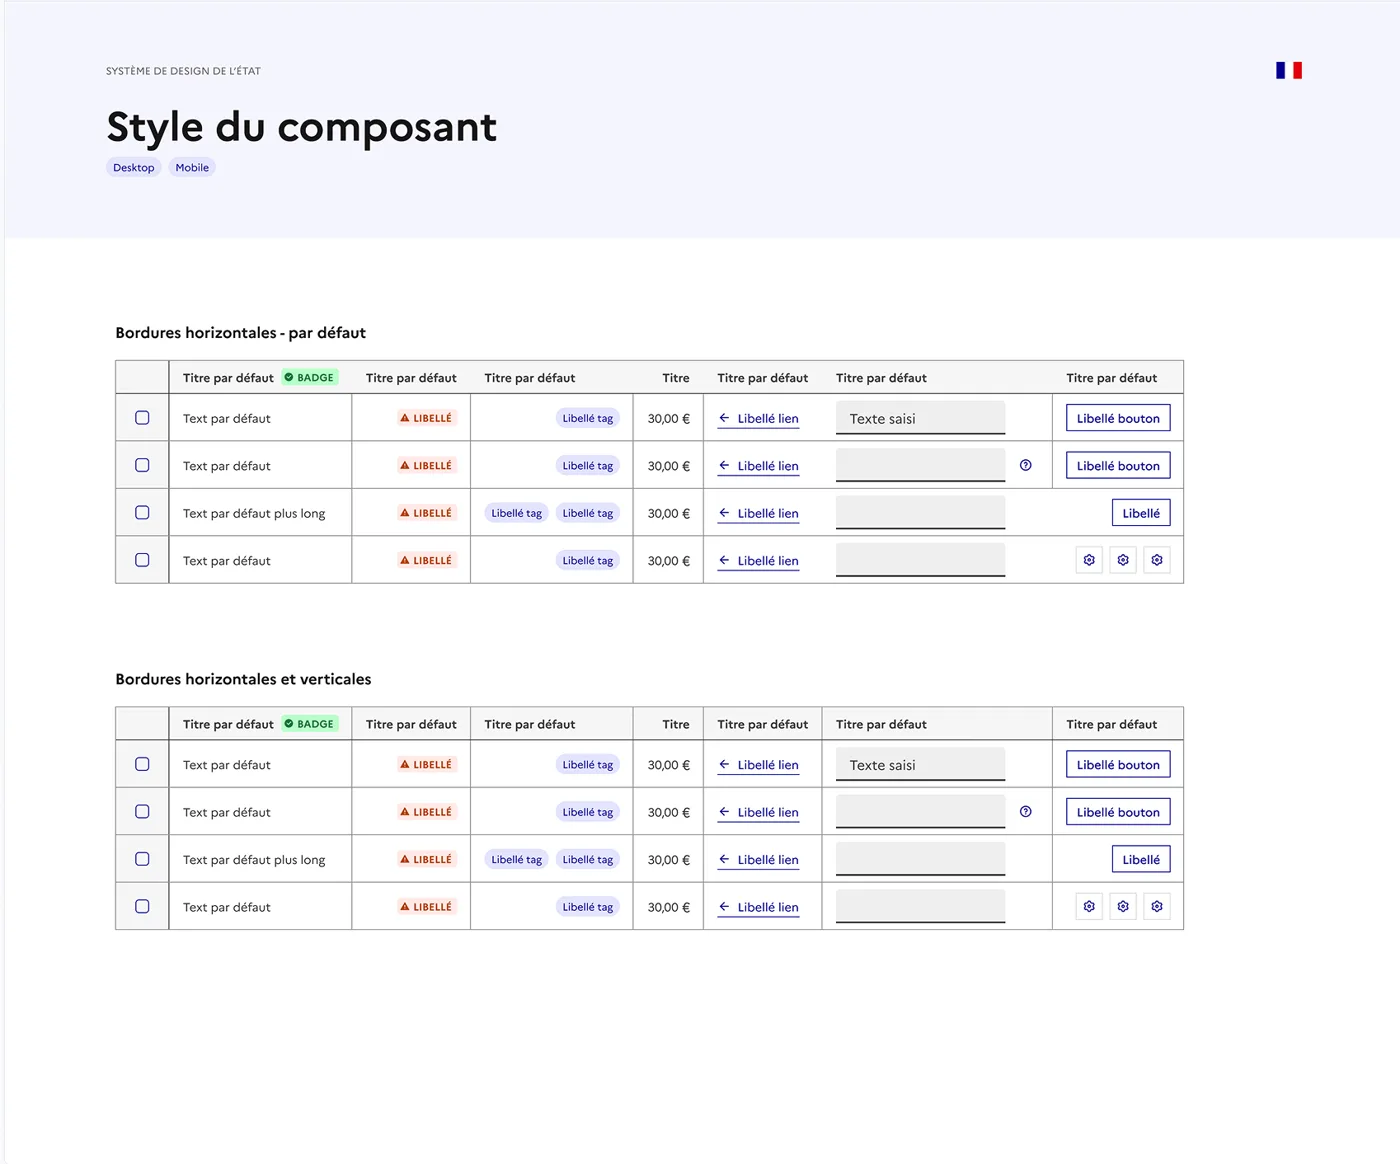 SYSTÈME DE DESIGN DE L'ÉTAT
Style du composant
Desktop Mobile
Bordures horizontales - par défaut
Titre par défaut BADGE Titre par défaut Titre par défaut Titre Titre par défaut Titre par défaut Titre par défaut
Text par défaut LIBELLÉ Libellé tag 30,00 € Libellé lien Texte saisi Libellé bouton
Text par défaut LIBELLÉ Libellé tag 30,00 € Libellé lien Libellé bouton
Text par défaut plus long LIBELLÉ Libellé tag Libellé tag 30,00 € Libellé lien Libellé
Text par défaut LIBELLÉ Libellé tag 30,00 € Libellé lien
Bordures horizontales et verticales
Titre par défaut BADGE Titre par défaut Titre par défaut Titre Titre par défaut Titre par défaut Titre par défaut
Text par défaut LIBELLÉ Libellé tag 30,00 € Libellé lien Texte saisi Libellé bouton
Text par défaut LIBELLÉ Libellé tag 30,00 € Libellé lien Libellé bouton
Text par défaut plus long LIBELLÉ Libellé tag Libellé tag 30,00 € Libellé lien Libellé
Text par défaut LIBELLÉ Libellé tag 30,00 € Libellé lien